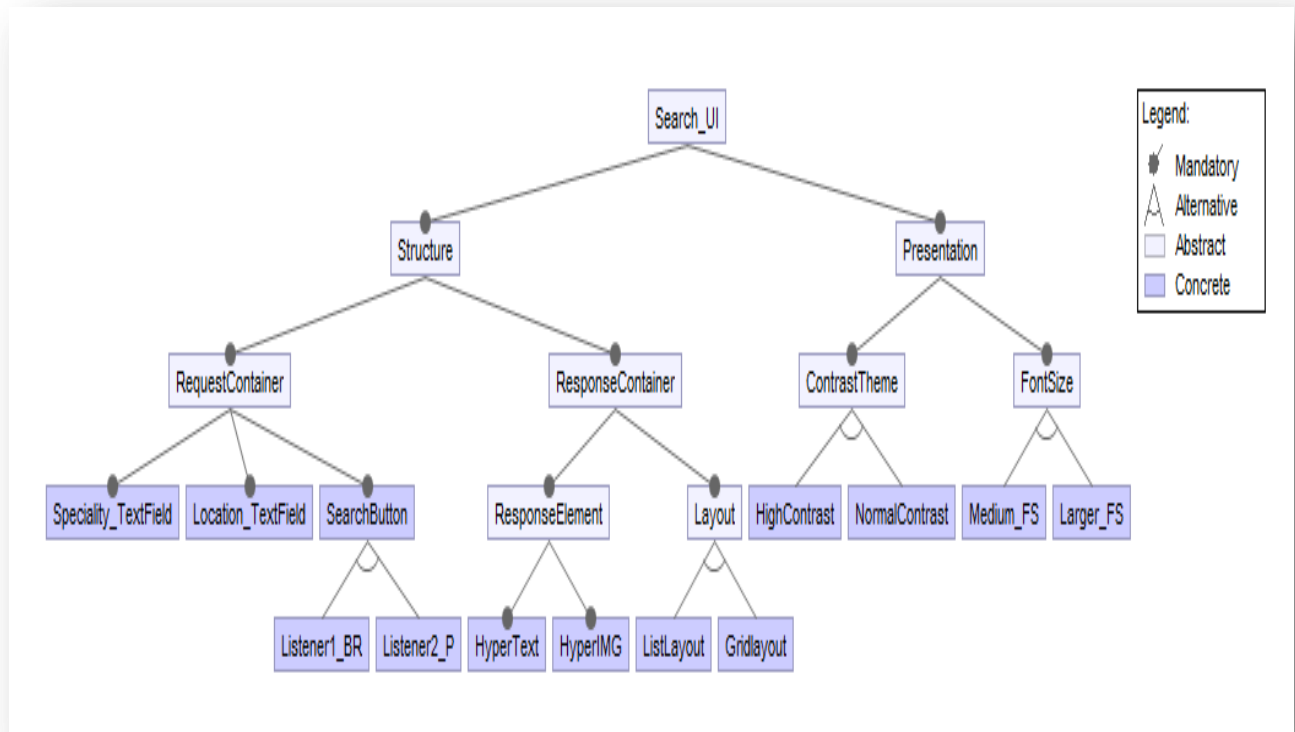 Search_UI
Legend:
Mandatory
Alternative
Abstract
Concrete
Structure
Presentation
RequestContainer
ResponseContainer
ContrastTheme
FontSize
Speciality_TextField
Location_TextField
SearchButton
ResponseElement
Layout
HighContrast
NormalContrast
Medium_FS
Larger_FS
Listener1_BR
Listener2_P
HyperText
HyperIMG
ListLayout
Gridlayout